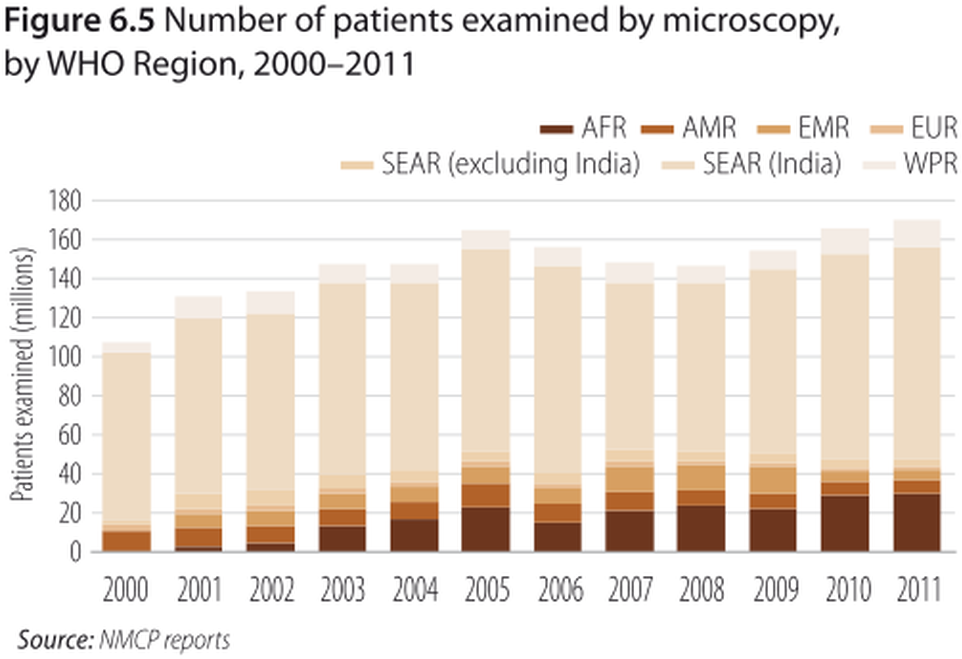 Figure 6.5 Number of patients examined by microscopy,
by WHO Region, 2000–2011
AFR AMR EMR EUR
SEAR (excluding India) SEAR (India) WPR
Patients examined (millions)
180
160
140
120
100
80
60
40
20
0
2000 2001 2002 2003 2004 2005 2006 2007 2008 2009 2010 2011
Source: NMCP reports